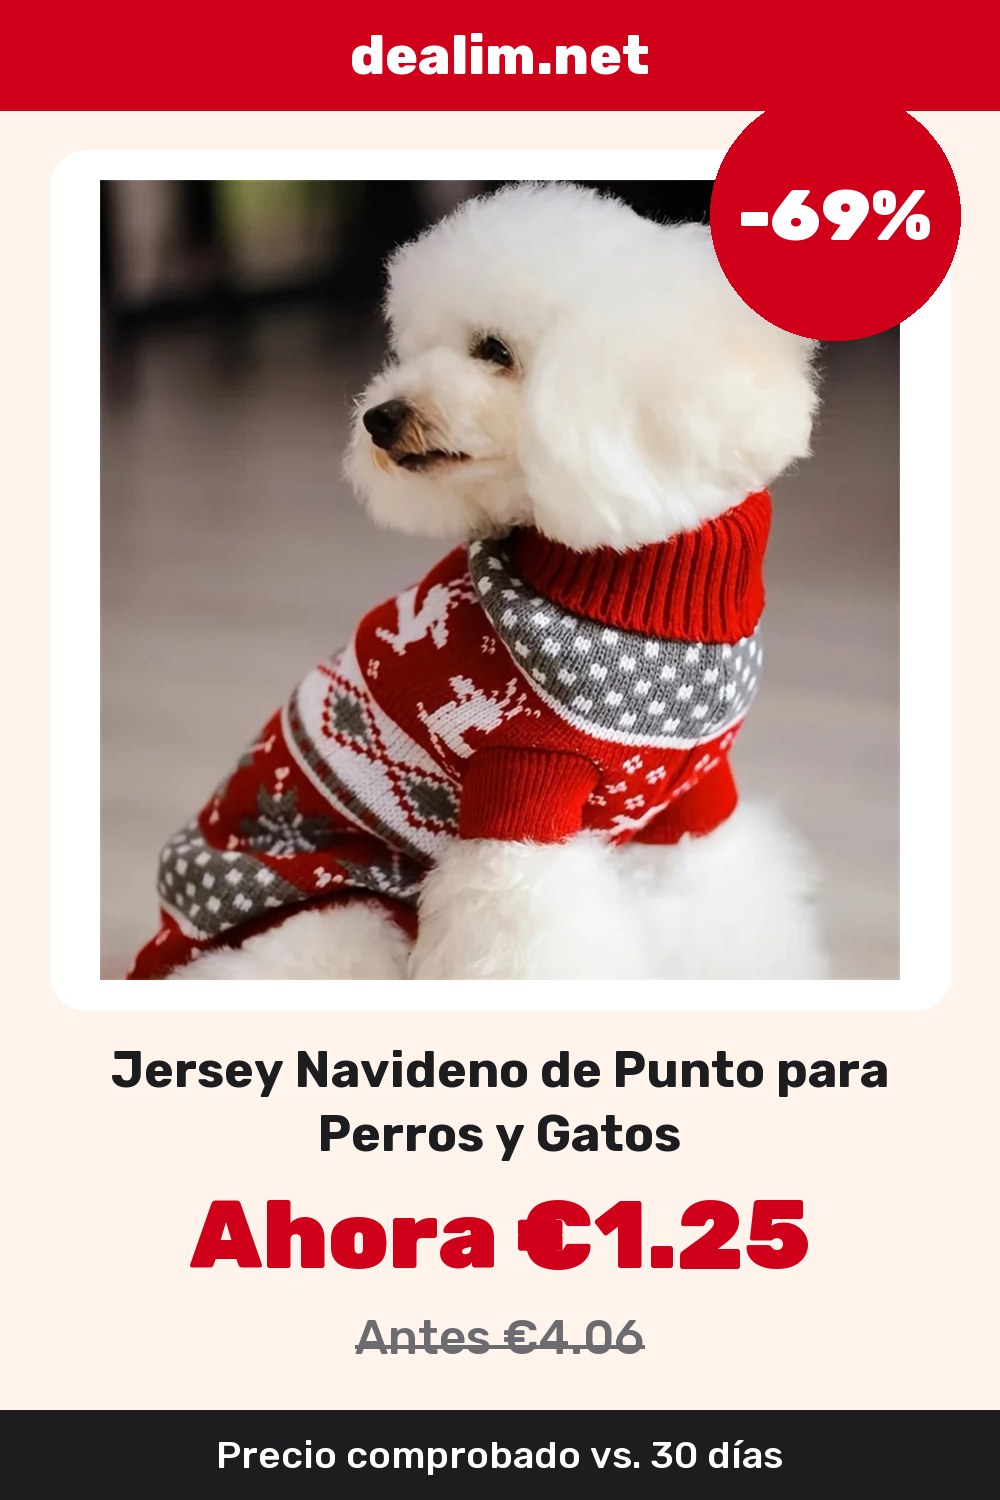 dealim.net
-69%
Jersey Navideno de Punto para
Perros y Gatos
Ahora €1.25
Antes €4.06
Precio comprobado vs. 30 días